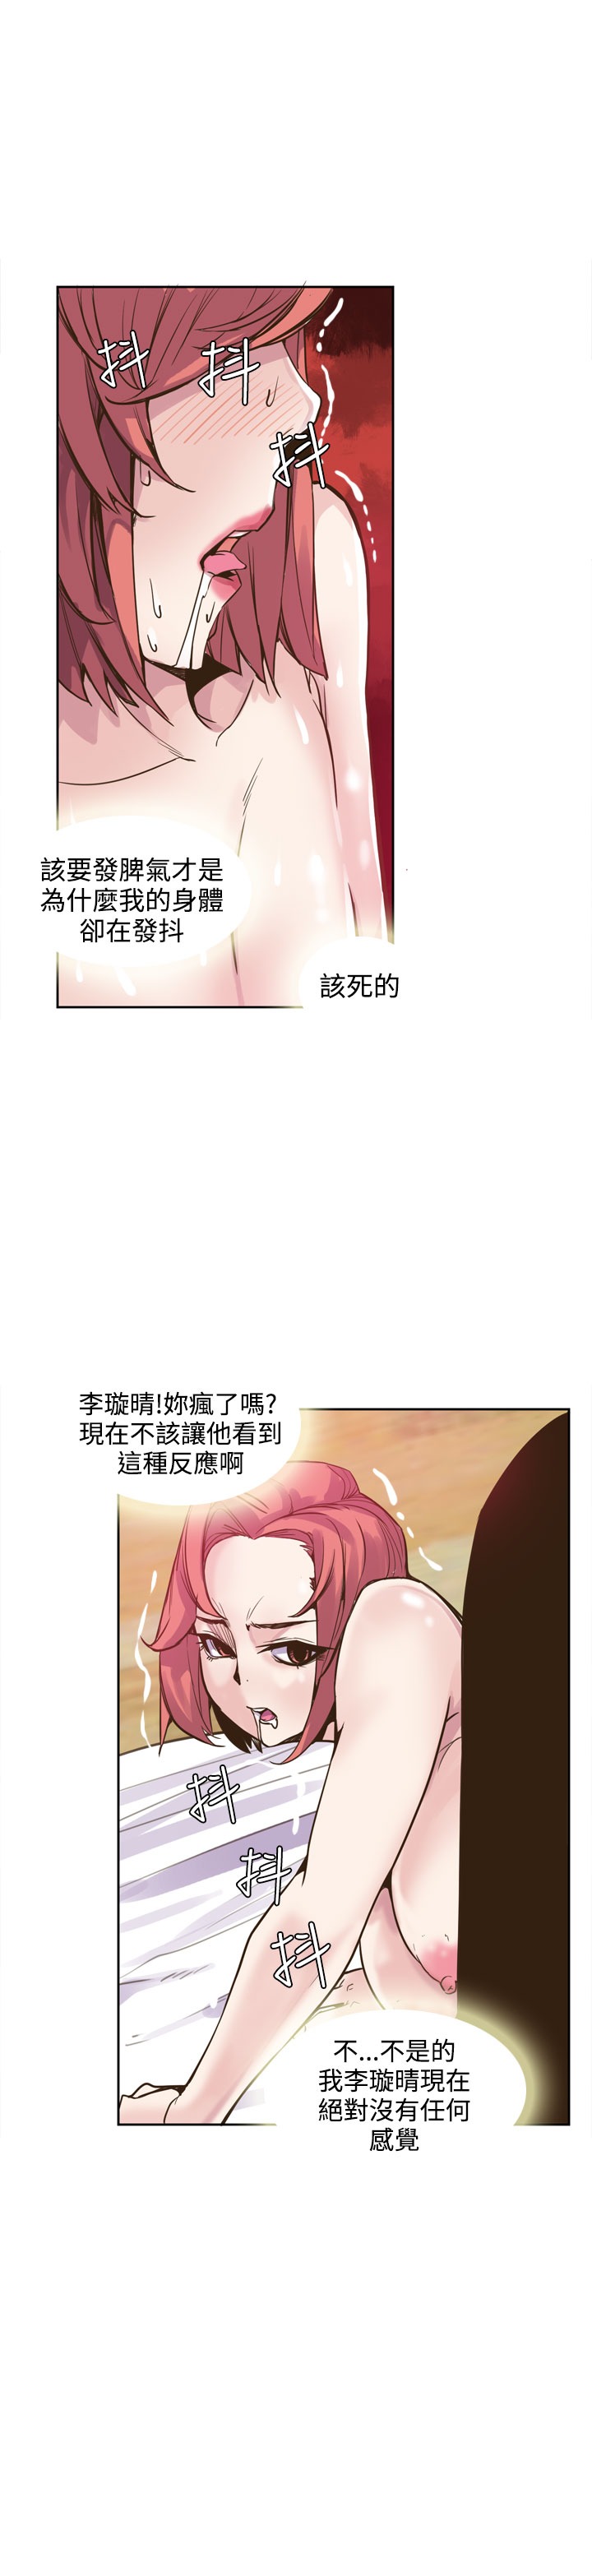 抖
抖
抖
該要發脾氣才是
為什麼我的身體
卻在發抖
該死的
李璇晴!妳瘋了嗎?
現在不該讓他看到
這種反應啊
抖
抖
抖
不...不是的
我李璇晴現在
絕對沒有任何
感覺